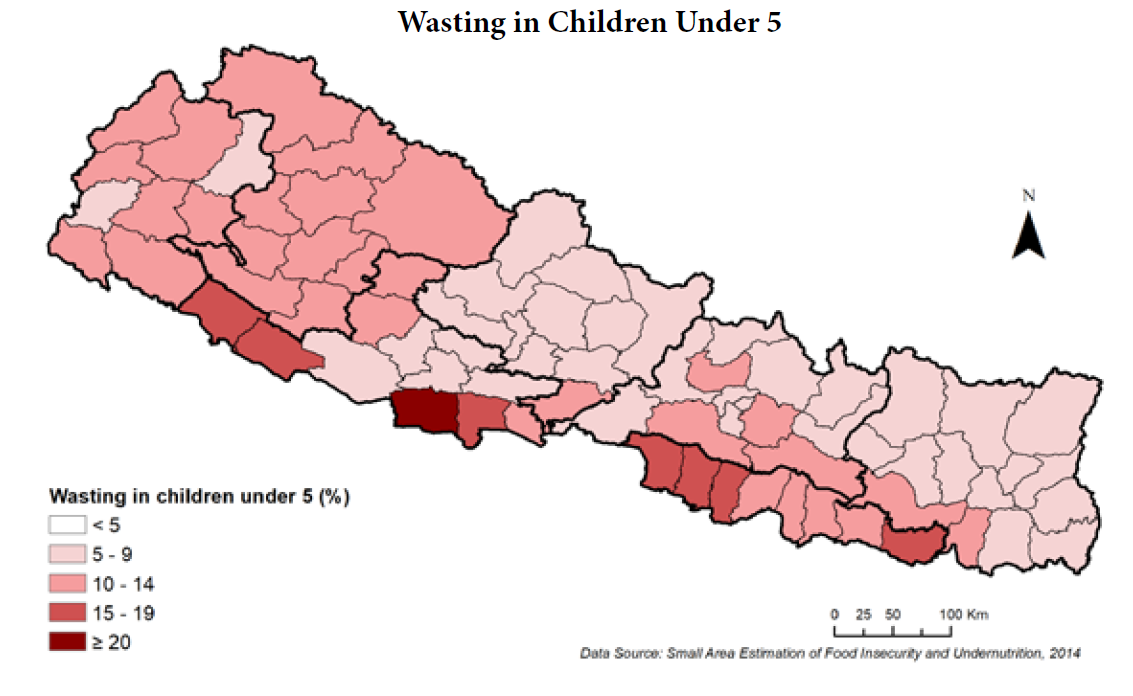 Wasting in Children Under 5
N
Wasting in children under 5 (%)
< 5
5 - 9
10 - 14
15 - 19
≥ 20
0 25 50 100 Km
Data Source: Small Area Estimation of Food Insecurity and Undernutrition, 2014